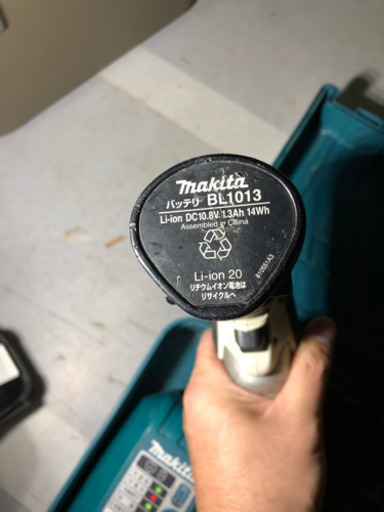 makita
バッテリ BL1013
Li-ion DC10.8V 1.3Ah 14Wh
Assembled in China
Li-ion 20
リチウムイオン電池は
リサイクルへ
makita